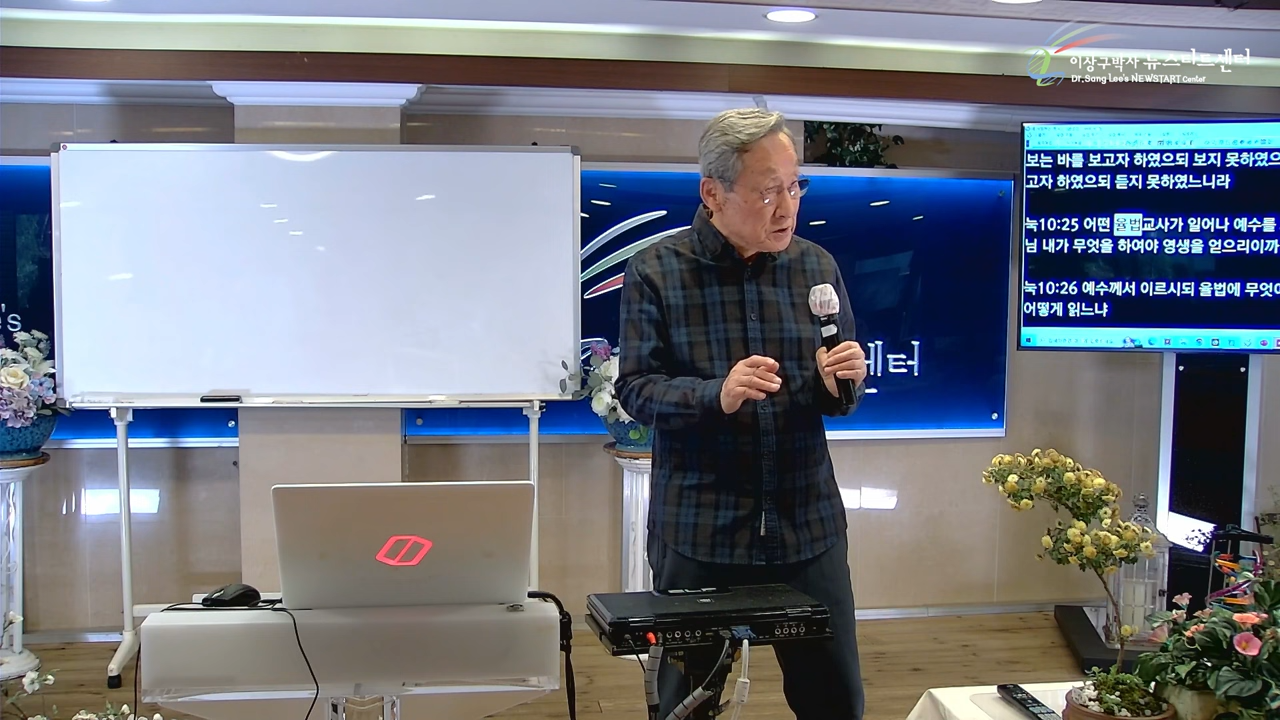 이상구박사 뉴스타트센터
Dr. Sang Lee's NEWSTART Center
보는 바를 보고자 하였으되 보지 못하였으
고자 하였으되 듣지 못하였느니라
눅10:25 어떤 율법교사가 일어나 예수를
님 내가 무엇을 하여야 영생을 얻으리이까
눅10:26 예수께서 이르시되 율법에 무엇이
어떻게 읽느냐
's
센터